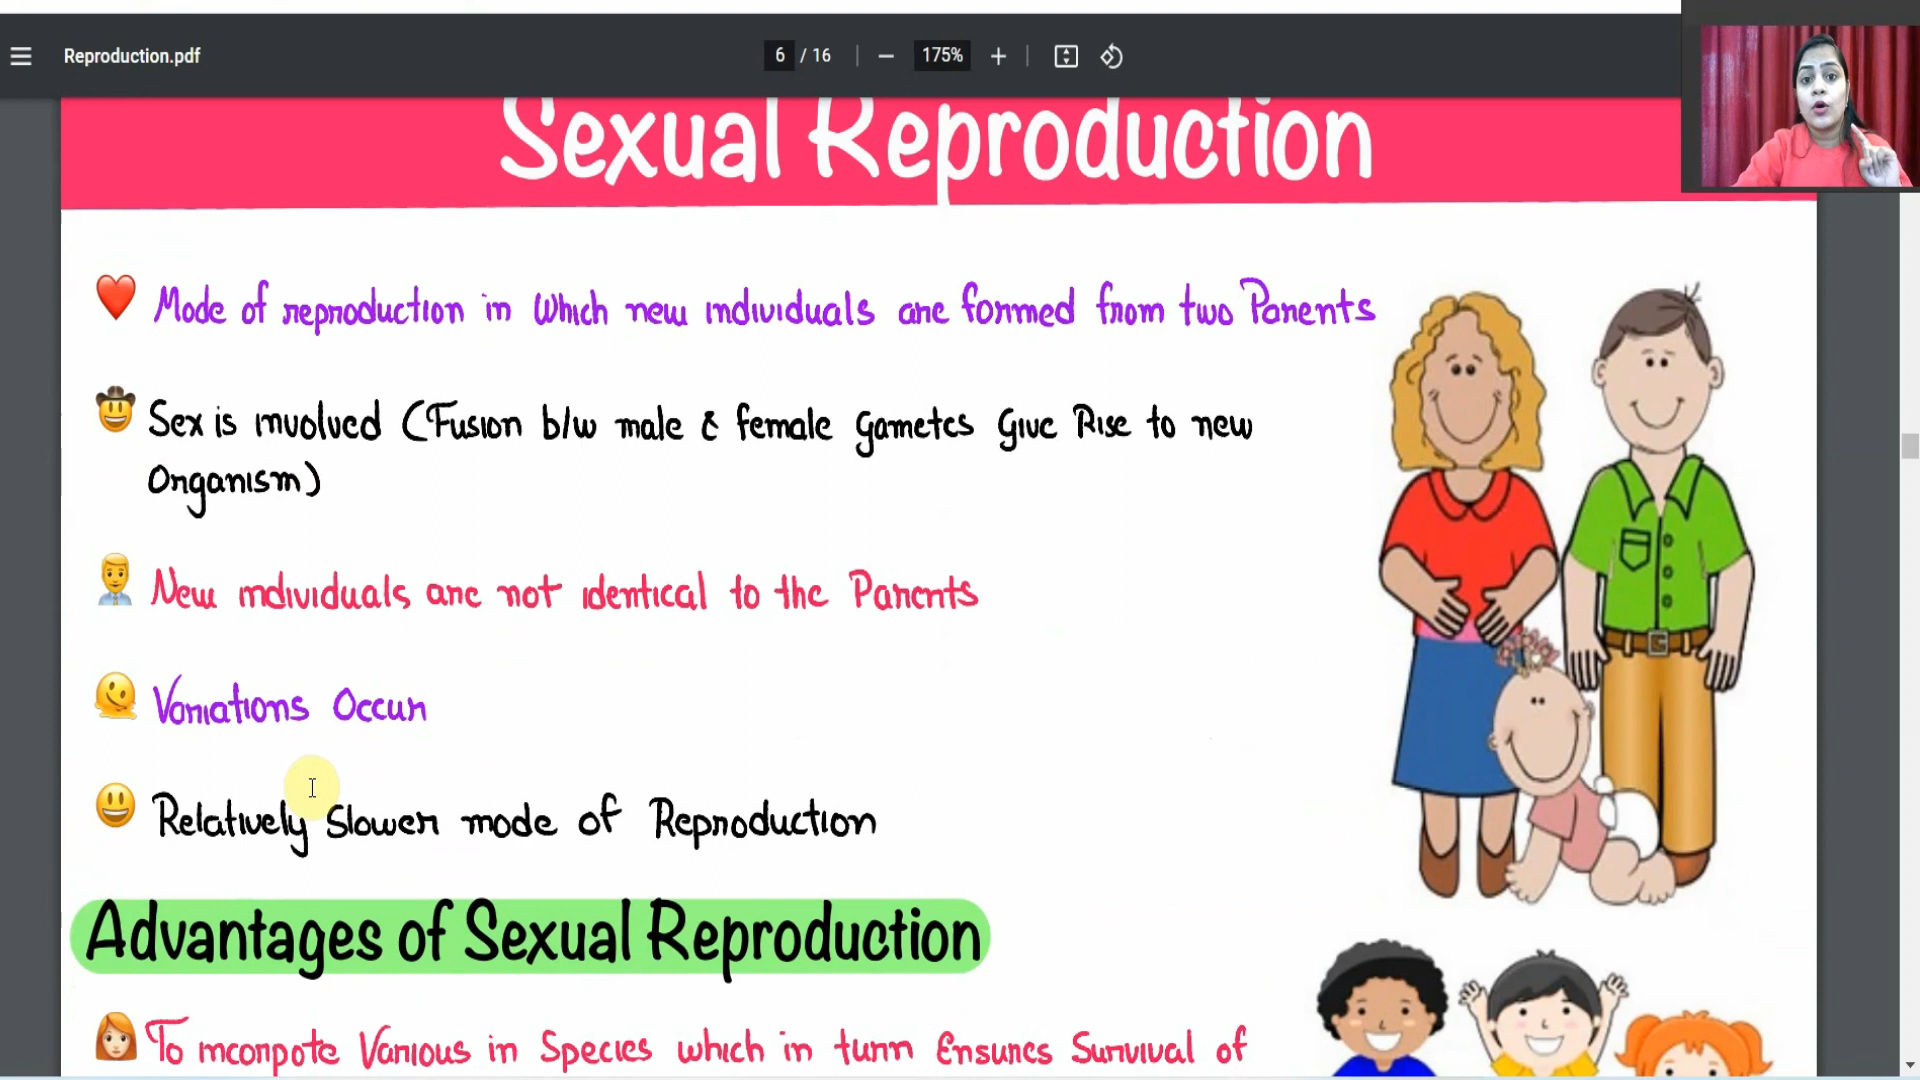 Reproduction.pdf
6 / 16
175%
Sexual Reproduction
Mode of reproduction in Which new individuals are formed from two Parents
Sex is involved (Fusion b/w male & female gametes Give Rise to new
Organism)
New individuals are not identical to the Parents
Variations Occur
Relatively Slower mode of Reproduction
Advantages of Sexual Reproduction
To incorpote Various in Species which in turn Ensures Survival of